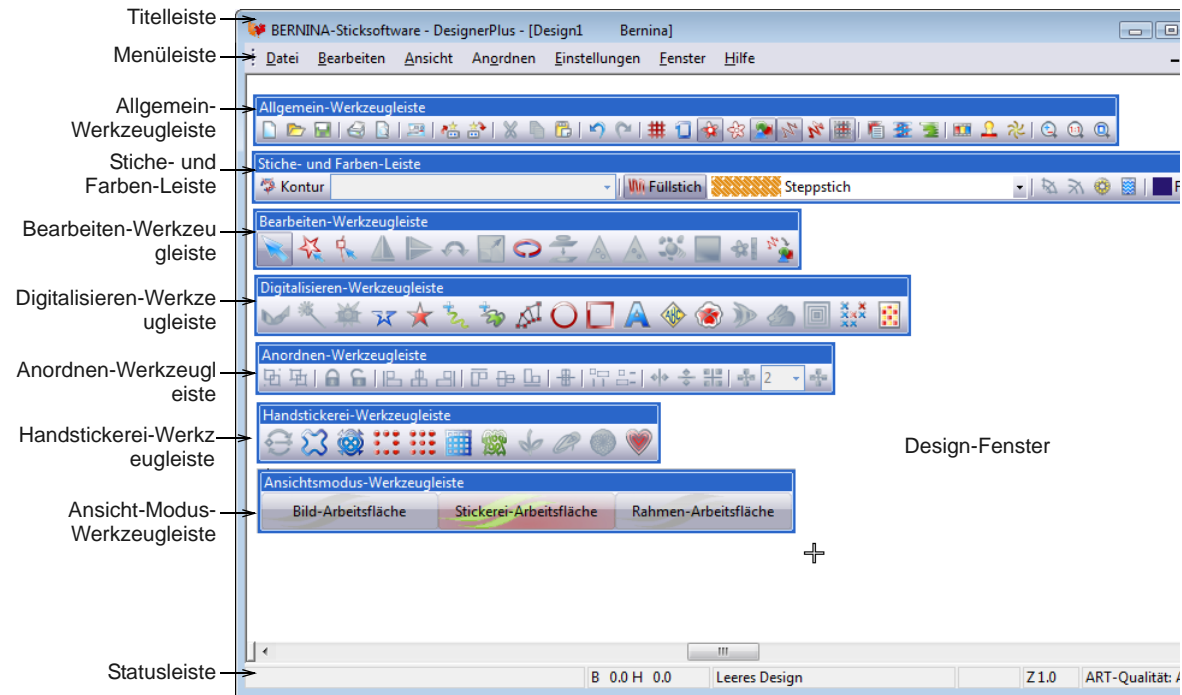 Titelleiste
BERNINA-Sticksoftware - DesignerPlus - [Design1 Bernina]
Menüleiste
Datei Bearbeiten Ansicht Anordnen Einstellungen Fenster Hilfe
Allgemein-
Werkzeugleiste
Allgemein-Werkzeugleiste
1:1
Stiche- und
Farben-Leiste
Stiche- und Farben-Leiste
Kontur Füllstich Steppstich F
Bearbeiten-Werkzeu
gleiste
Bearbeiten-Werkzeugleiste
Digitalisieren-Werkze
ugleiste
Digitalisieren-Werkzeugleiste
A ABC
Anordnen-Werkzeugl
eiste
Anordnen-Werkzeugleiste
2
Handstickerei-Werkz
eugleiste
Handstickerei-Werkzeugleiste
Design-Fenster
Ansicht-Modus-
Werkzeugleiste
Ansichtsmodus-Werkzeugleiste
Bild-Arbeitsfläche Stickerei-Arbeitsfläche Rahmen-Arbeitsfläche
Statusleiste
B 0.0 H 0.0 Leeres Design Z 1.0 ART-Qualität: A